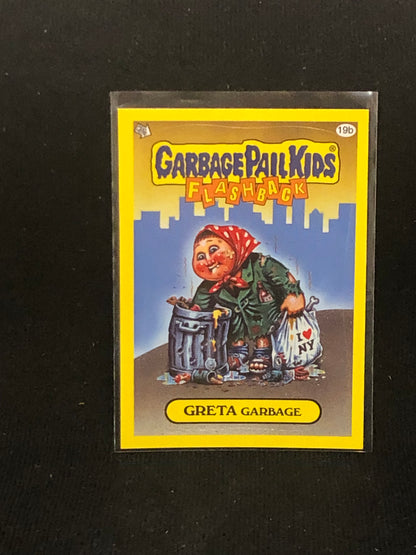 19b
GARBAGE PAIL KIDS®
FLASHBACK
I ♥
NY
GRETA GARBAGE